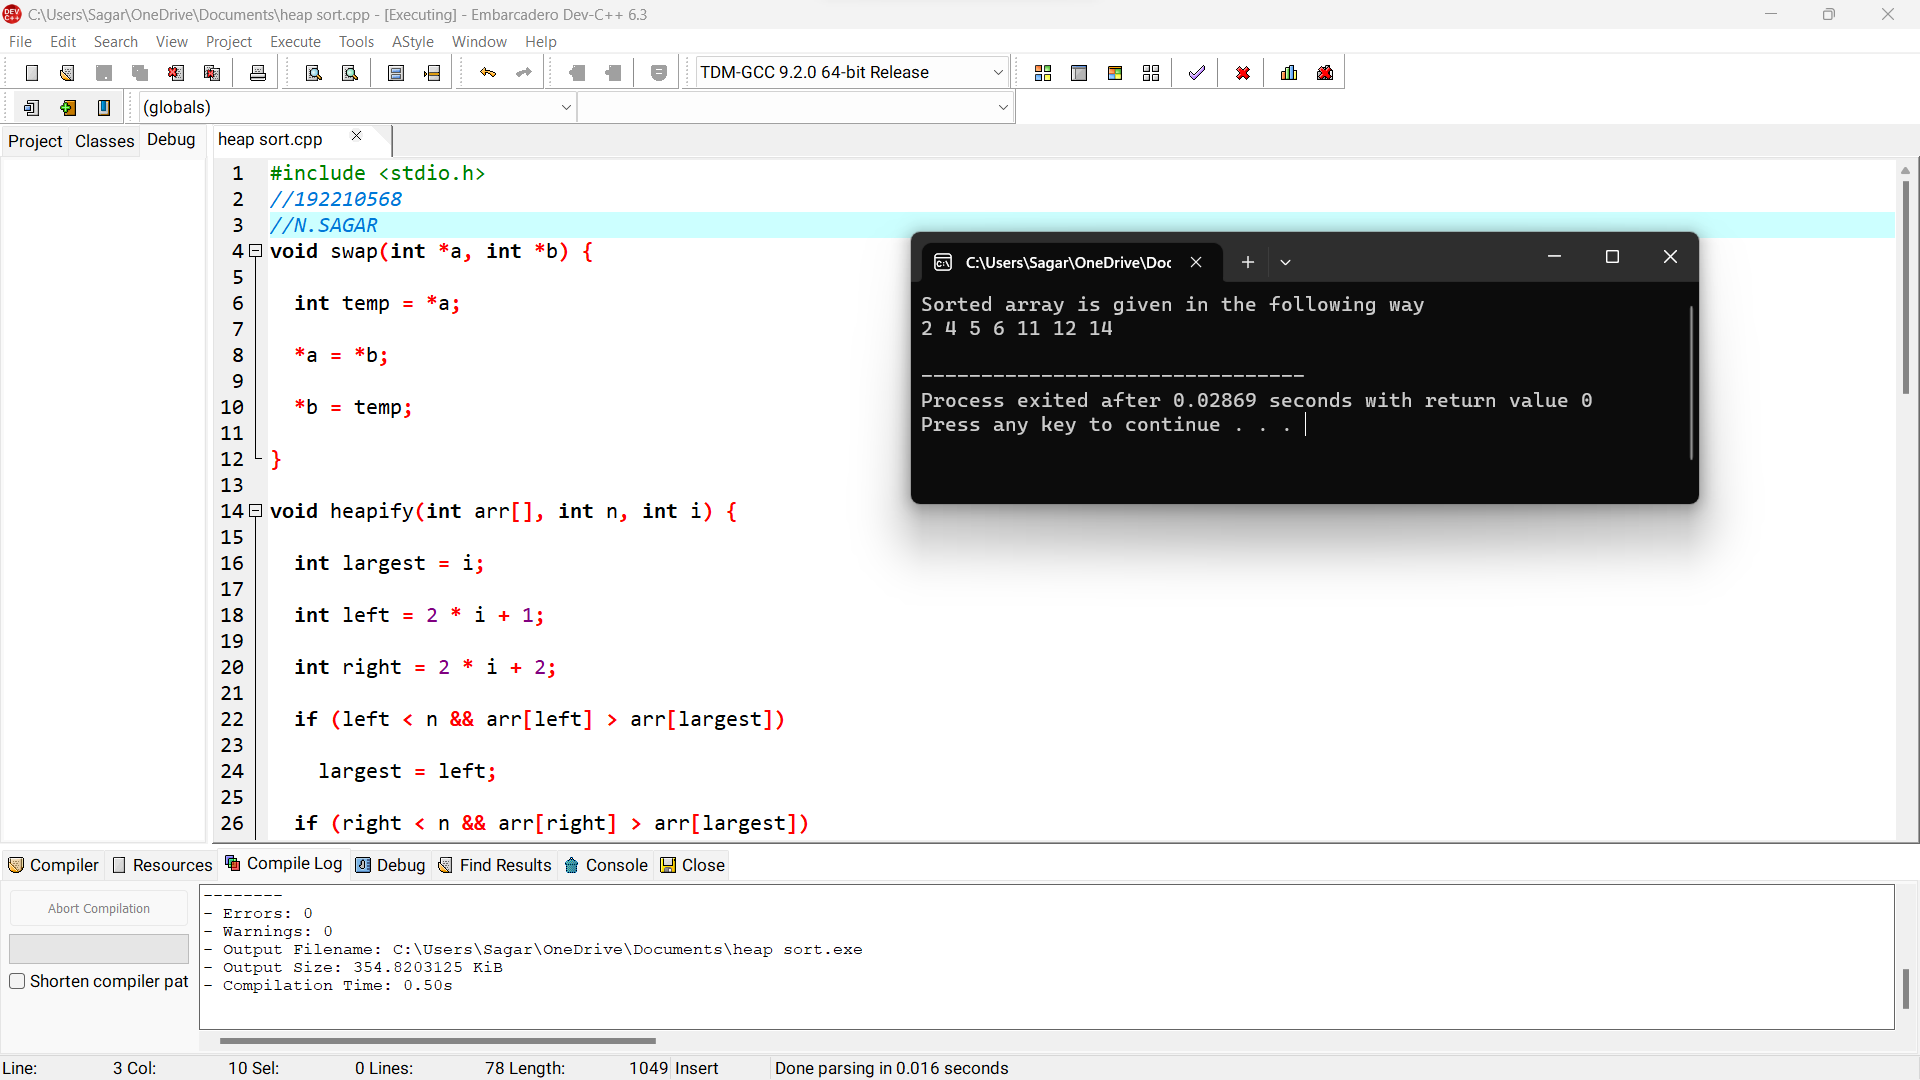 C:\Users\Sagar\OneDrive\Documents\heap sort.cpp - [Executing] - Embarcadero Dev-C++ 6.3
File Edit Search View Project Execute Tools AStyle Window Help
TDM-GCC 9.2.0 64-bit Release
(globals)
Project Classes Debug heap sort.cpp
1 #include <stdio.h>
2 //192210568
3 //N.SAGAR
4 void swap(int *a, int *b) {
5
6 int temp = *a;
7
8 *a = *b;
9
10 *b = temp;
11
12 }
13
14 void heapify(int arr[], int n, int i) {
15
16 int largest = i;
17
18 int left = 2 * i + 1;
19
20 int right = 2 * i + 2;
21
22 if (left < n && arr[left] > arr[largest])
23
24 largest = left;
25
26 if (right < n && arr[right] > arr[largest])
C:\Users\Sagar\OneDrive\Doc
Sorted array is given in the following way
2 4 5 6 11 12 14
--------------------------------
Process exited after 0.02869 seconds with return value 0
Press any key to continue . . .
Compiler Resources Compile Log Debug Find Results Console Close
Abort Compilation
Shorten compiler pat
--------
- Errors: 0
- Warnings: 0
- Output Filename: C:\Users\Sagar\OneDrive\Documents\heap sort.exe
- Output Size: 354.8203125 KiB
- Compilation Time: 0.50s
Line: 3 Col: 10 Sel: 0 Lines: 78 Length: 1049 Insert Done parsing in 0.016 seconds